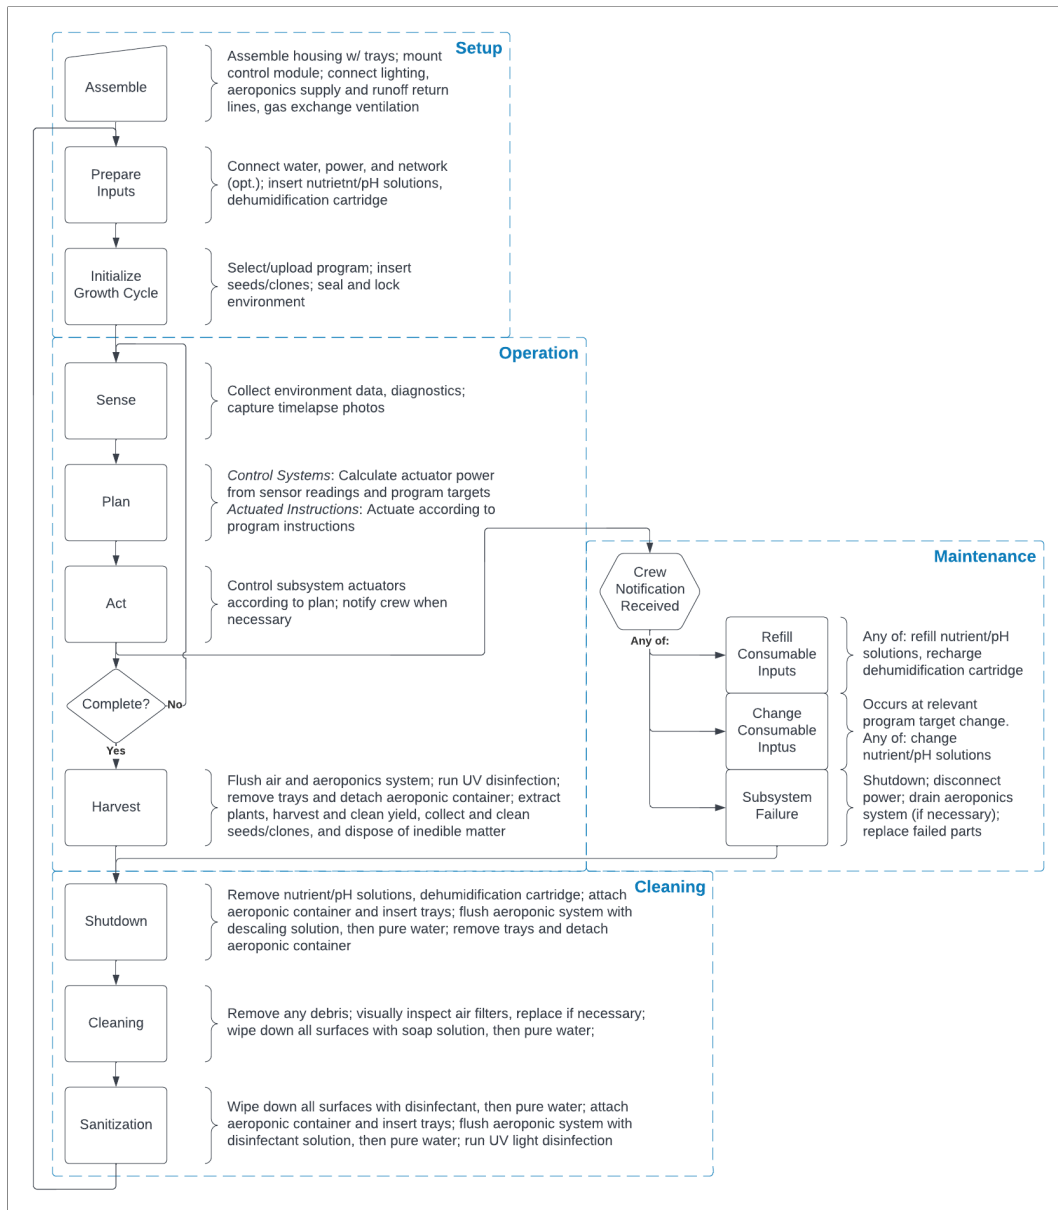 Setup
Assemble
Assemble housing w/ trays; mount
control module; connect lighting,
aeroponics supply and runoff return
lines, gas exchange ventilation
Prepare
Inputs
Connect water, power, and network
(opt.); insert nutrietnt/pH solutions,
dehumidification cartridge
Initialize
Growth Cycle
Select/upload program; insert
seeds/clones; seal and lock
environment
Operation
Sense
Collect environment data, diagnostics;
capture timelapse photos
Plan
Control Systems: Calculate actuator power
from sensor readings and program targets
Actuated Instructions: Actuate according to
program instructions
Act
Control subsystem actuators
according to plan; notify crew when
necessary
Complete?
No
Yes
Harvest
Flush air and aeroponics system; run UV disinfection;
remove trays and detach aeroponic container; extract
plants, harvest and clean yield, collect and clean
seeds/clones, and dispose of inedible matter
Maintenance
Crew
Notification
Received
Any of:
Refill
Consumable
Inputs
Any of: refill nutrient/pH
solutions, recharge
dehumidification cartridge
Change
Consumable
Inptus
Occurs at relevant
program target change.
Any of: change
nutrient/pH solutions
Subsystem
Failure
Shutdown; disconnect
power; drain aeroponics
system (if necessary);
replace failed parts
Cleaning
Shutdown
Remove nutrient/pH solutions, dehumidification cartridge; attach
aeroponic container and insert trays; flush aeroponic system with
descaling solution, then pure water; remove trays and detach
aeroponic container
Cleaning
Remove any debris; visually inspect air filters, replace if necessary;
wipe down all surfaces with soap solution, then pure water;
Sanitization
Wipe down all surfaces with disinfectant, then pure water; attach
aeroponic container and insert trays; flush aeroponic system with
disinfectant solution, then pure water; run UV light disinfection